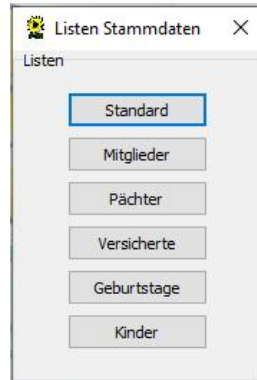 Listen Stammdaten
Listen
Standard
Mitglieder
Pächter
Versicherte
Geburtstage
Kinder